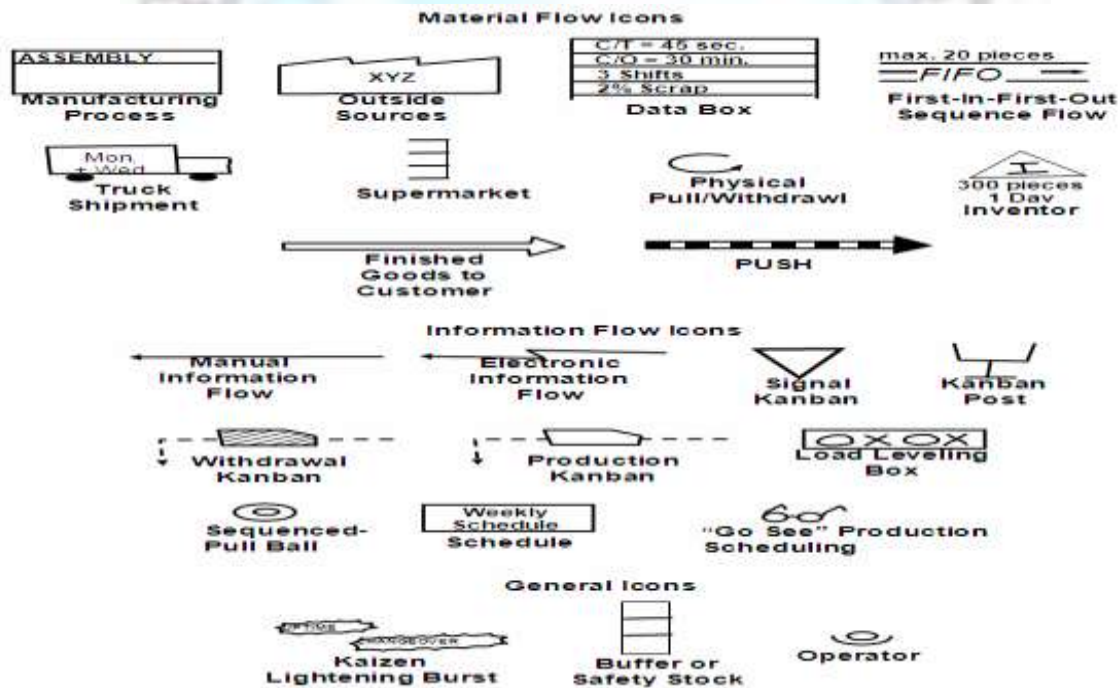 Material Flow Icons
ASSEMBLY
Manufacturing
Process
XYZ
Outside
Sources
C/T = 45 sec.
C/O = 30 min.
3 Shifts
2% Scrap
Data Box
max. 20 pieces
FIFO
First-In-First-Out
Sequence Flow
Mon.
+ Wed
Truck
Shipment
Supermarket
Physical
Pull/Withdrawl
I
300 pieces
1 Day
Inventor
Finished
Goods to
Customer
PUSH
Information Flow Icons
Manual
Information
Flow
Electronic
Information
Flow
Signal
Kanban
Kanban
Post
Withdrawal
Kanban
Production
Kanban
OXOX
Load Leveling
Box
Sequenced-
Pull Ball
Weekly
Schedule
Schedule
"Go See" Production
Scheduling
General Icons
UPTIME
CHANGEOVER
Kaizen
Lightening Burst
Buffer or
Safety Stock
Operator